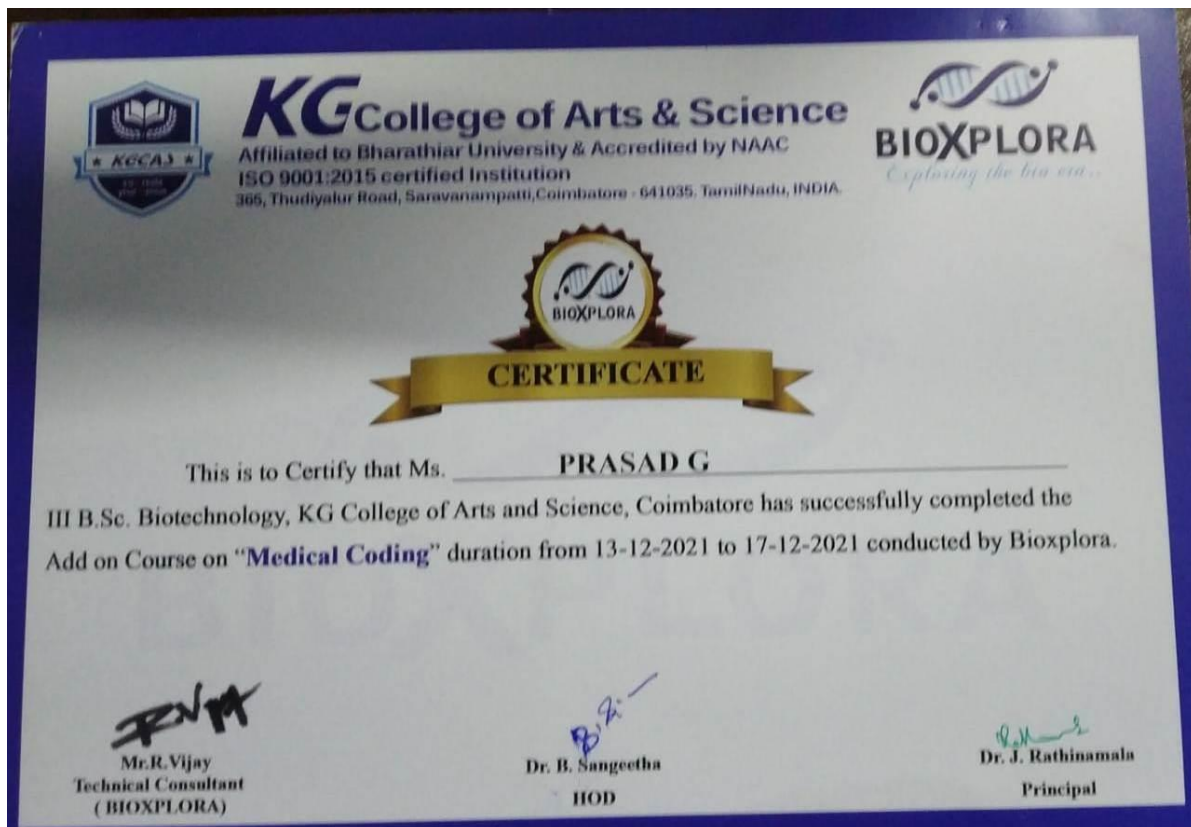 KG College of Arts & Science
Affiliated to Bharathiar University & Accredited by NAAC
ISO 9001:2015 certified Institution
365, Thudiyalur Road, Saravanampatti,Coimbatore - 641035. TamilNadu, INDIA.
★ KGCAS ★
BIOXPLORA
Exploring the bio era...
BIOXPLORA
CERTIFICATE
This is to Certify that Ms. PRASAD G
III B.Sc. Biotechnology, KG College of Arts and Science, Coimbatore has successfully completed the
Add on Course on “Medical Coding” duration from 13-12-2021 to 17-12-2021 conducted by Bioxplora.
BIOXPLORA
Mr.R.Vijay
Technical Consultant
( BIOXPLORA)
Dr. B. Sangeetha
HOD
Dr. J. Rathinamala
Principal